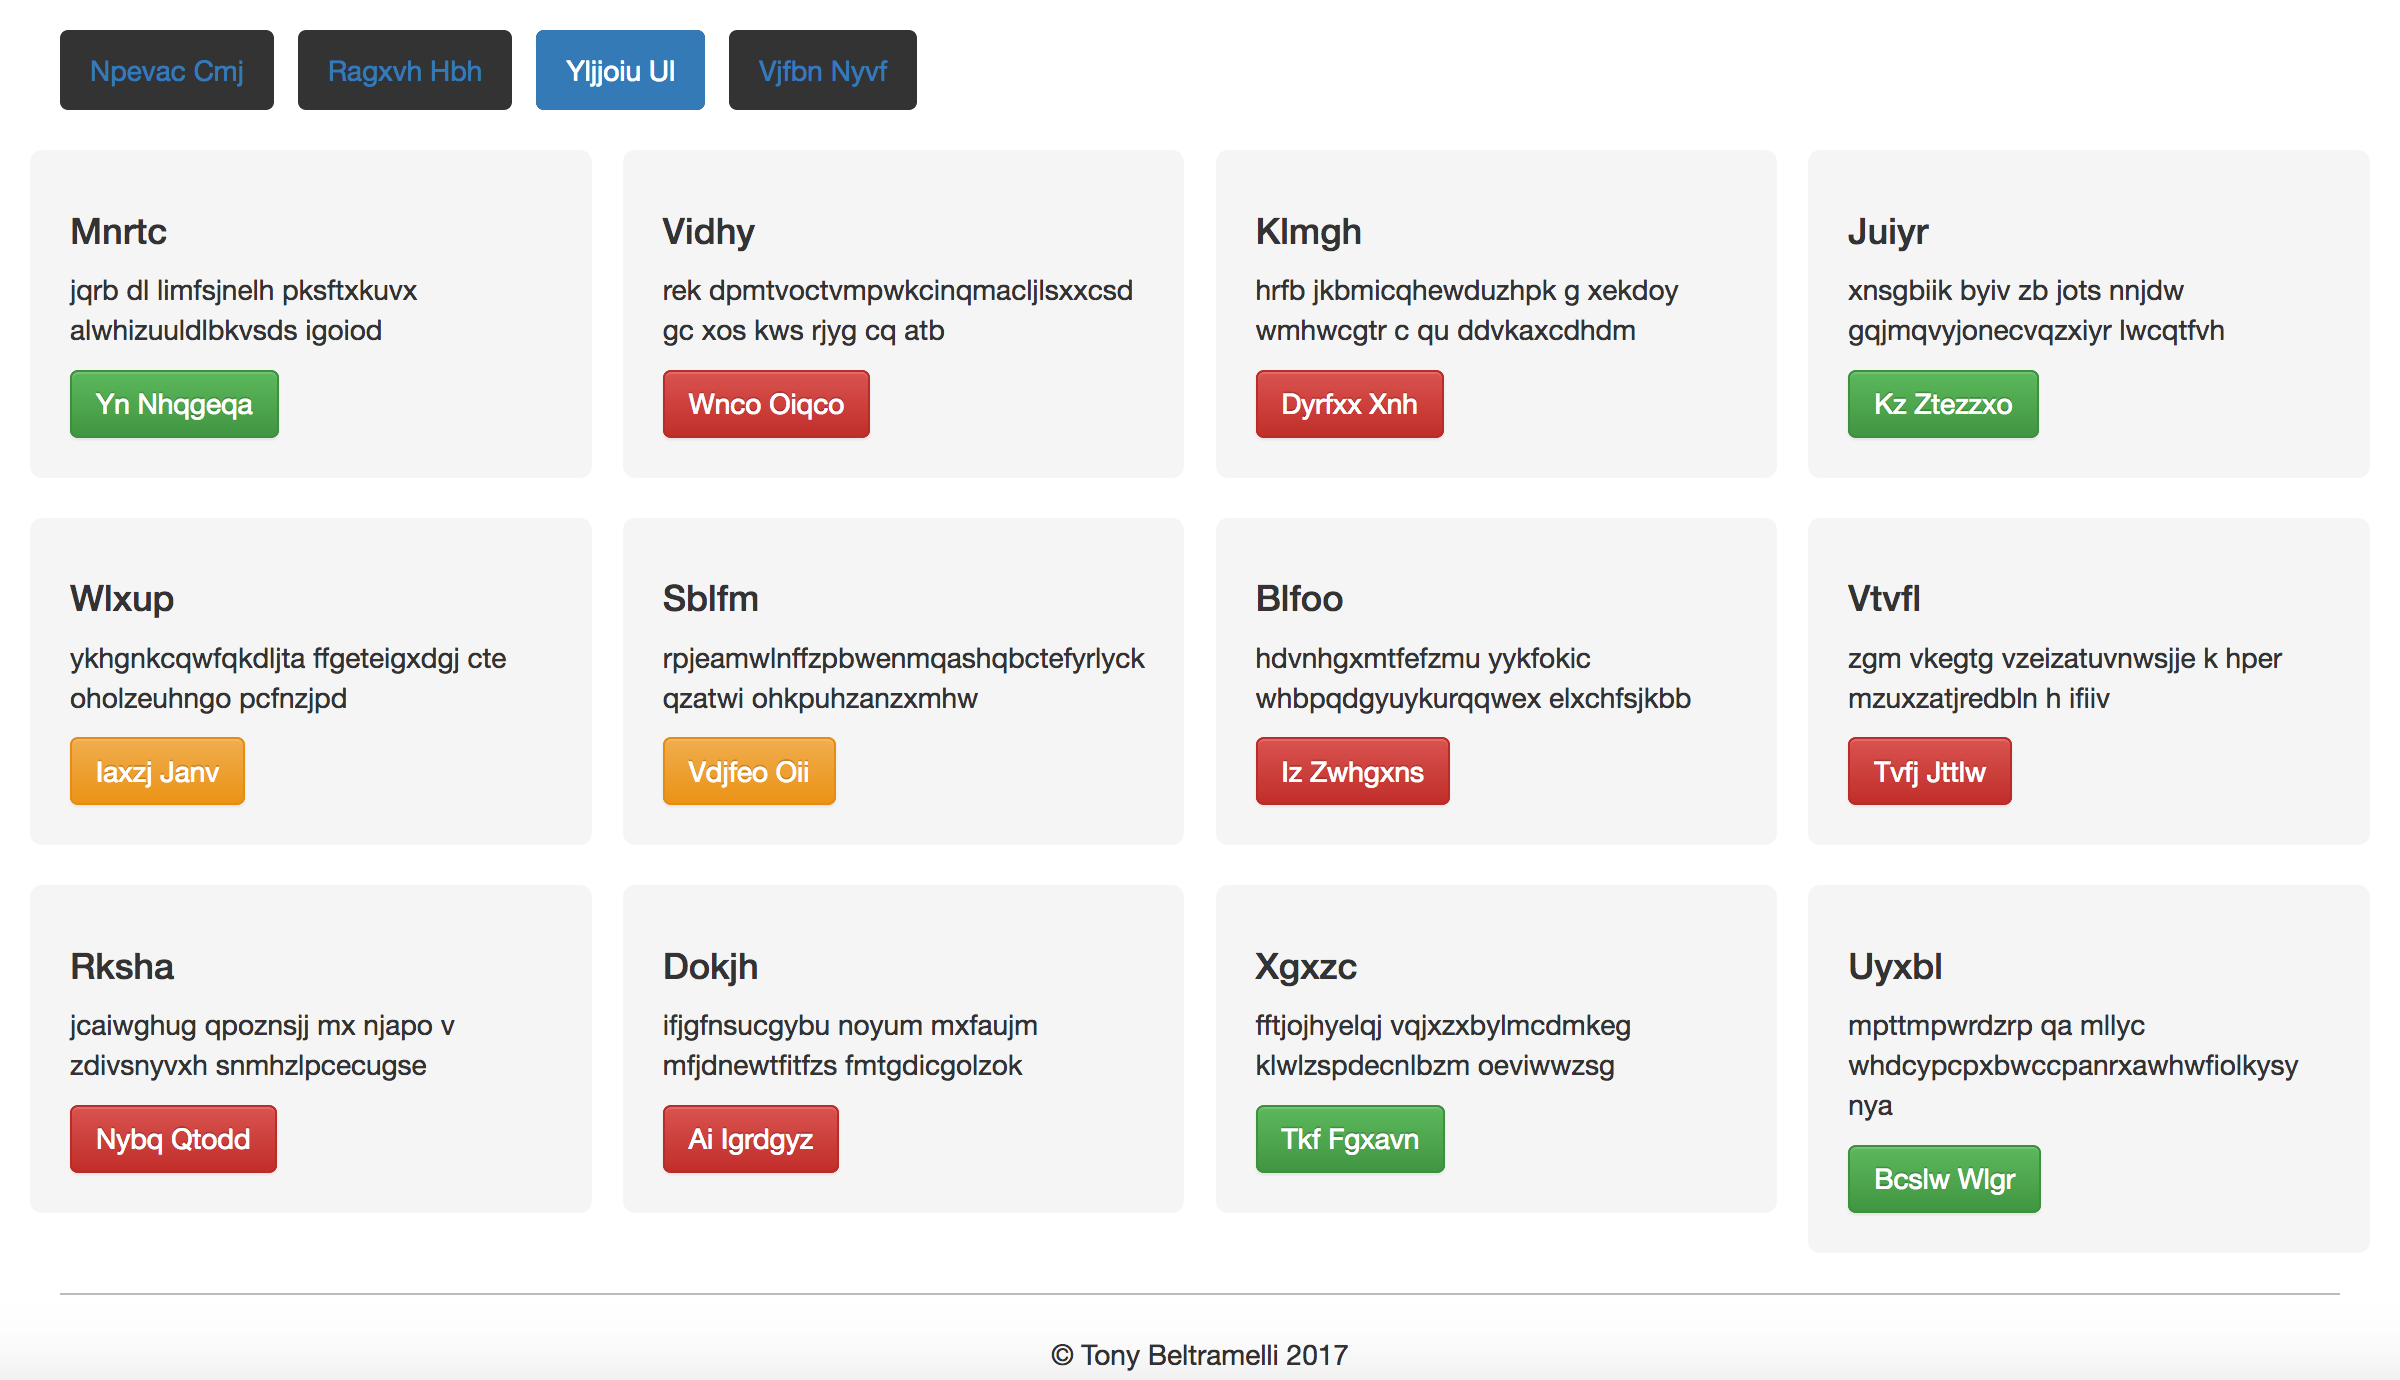 Npevac Cmj
Ragxvh Hbh
Yljjoiu Ul
Vjfbn Nyvf
Mnrtc
jqrb dl limfsjnelh pksftxkuvx
alwhizuuldlbkvsds igoiod
Yn Nhqgeqa
Vidhy
rek dpmtvoctvmpwkcinqmacljlsxxcsd
gc xos kws rjyg cq atb
Wnco Oiqco
Klmgh
hrfb jkbmicqhewduzhpk g xekdoy
wmhwcgtr c qu ddvkaxcdhdm
Dyrfxx Xnh
Juiyr
xnsgbiik byiv zb jots nnjdw
gqjmqvyjonecvqzxiyr lwcqtfvh
Kz Ztezzxo
Wlxup
ykhgnkcqwfqkdljta ffgeteigxdgj cte
oholzeuhngo pcfnzjpd
Iaxzj Janv
Sblfm
rpjeamwlnffzpbwenmqashqbctefyrlyck
qzatwi ohkpuhzanzxmhw
Vdjfeo Oii
Blfoo
hdvnhgxmtfefzmu yykfokic
whbpqdgyuykurqqwex elxchfsjkbb
Iz Zwhgxns
Vtvfl
zgm vkegtg vzeizatuvnwsjje k hper
mzuxzatjredbln h ifiiv
Tvfj Jttlw
Rksha
jcaiwghug qpoznsjj mx njapo v
zdivsnyvxh snmhzlpcecugse
Nybq Qtodd
Dokjh
ifjgfnsucgybu noyum mxfaujm
mfjdnewtfitfzs fmtgdicgolzok
Ai Igrdgyz
Xgxzc
fftjojhyelqj vqjxzxbylmcdmkeg
klwlzspdecnlbzm oeviwwzsg
Tkf Fgxavn
Uyxbl
mpttmpwrdzrp qa mllyc
whdcypcpxbwccpanrxawhwfiolkysy
nya
Bcslw Wlgr
© Tony Beltramelli 2017